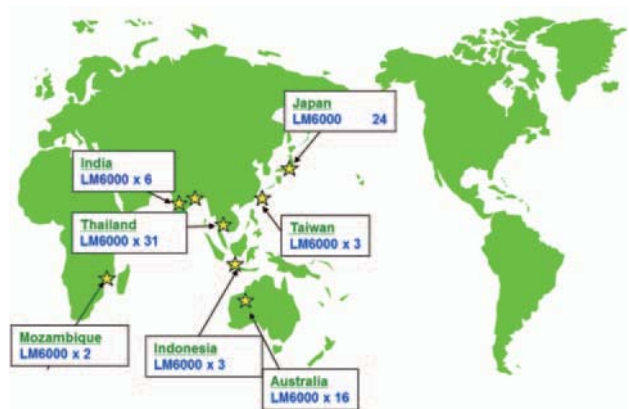 Japan
LM6000 24
India
LM6000 x 6
Thailand
LM6000 x 31
Taiwan
LM6000 x 3
Mozambique
LM6000 x 2
Indonesia
LM6000 x 3
Australia
LM6000 x 16